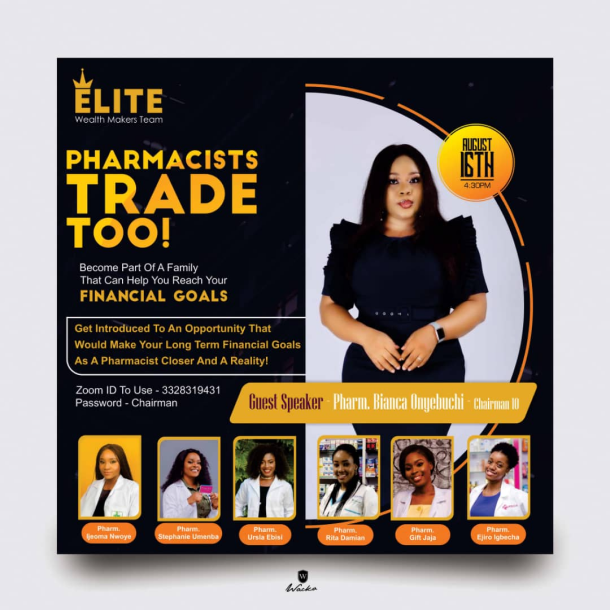 ELITE
Wealth Makers Team
PHARMACISTS
TRADE
TOO!
Become Part Of A Family
That Can Help You Reach Your
FINANCIAL GOALS
Get Introduced To An Opportunity That
Would Make Your Long Term Financial Goals
As A Pharmacist Closer And A Reality!
Zoom ID To Use - 3328319431
Password - Chairman
AUGUST
16TH
4:30PM
Guest Speaker - Pharm. Bianca Onyebuchi - Chairman 10
Pharm.
Ijeoma Nwoye
Pharm.
Stephanie Umenba
Pharm.
Ursla Ebisi
Pharm.
Rita Damian
Pharm.
Gift Jaja
Pharm.
Ejiro Igbecha
W
Wacko